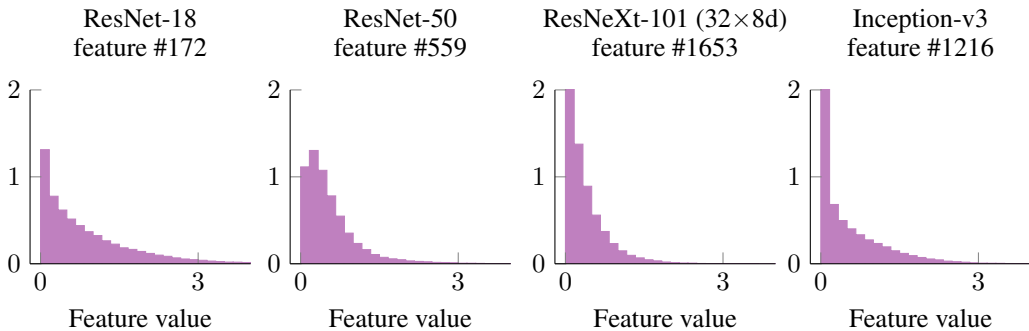 ResNet-18
feature #172
ResNet-50
feature #559
ResNeXt-101 (32×8d)
feature #1653
Inception-v3
feature #1216
2
1
0
0
3
Feature value
2
1
0
0
3
Feature value
2
1
0
0
3
Feature value
2
1
0
0
3
Feature value